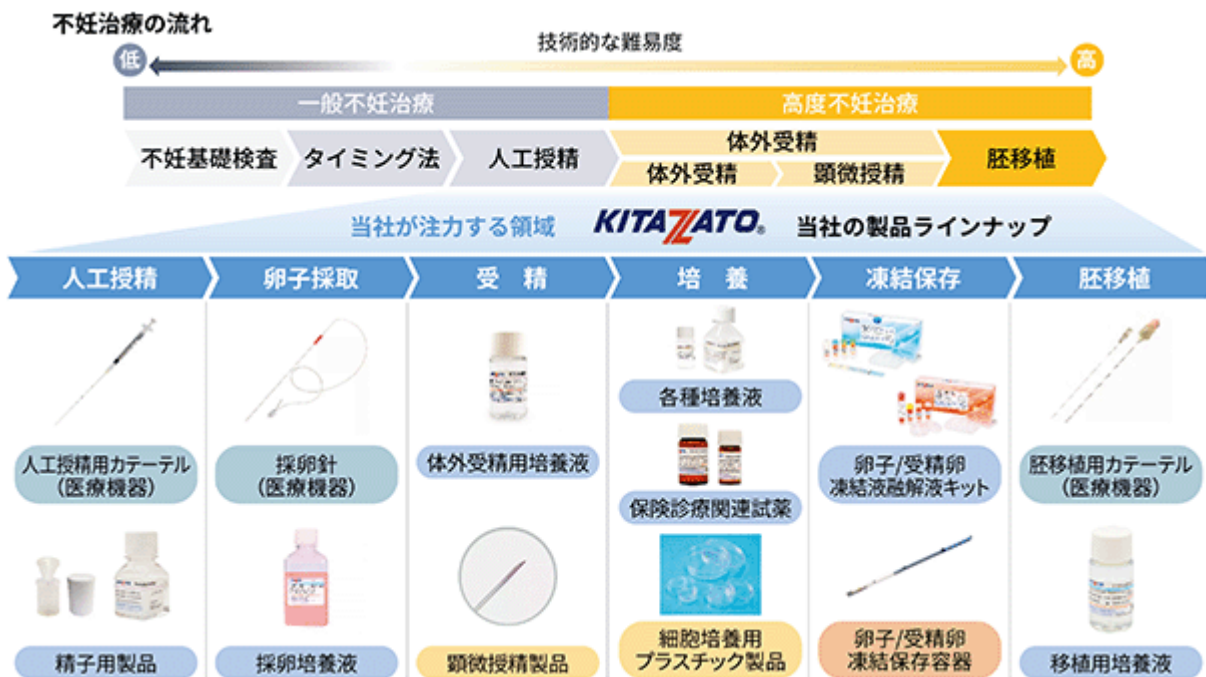 不妊治療の流れ
技術的な難易度
低
高
一般不妊治療
高度不妊治療
不妊基礎検査
タイミング法
人工授精
体外受精
体外受精
顕微授精
胚移植
当社が注力する領域
KITAZATO®
当社の製品ラインナップ
人工授精
卵子採取
受 精
培 養
凍結保存
胚移植
人工授精用カテーテル
(医療機器)
採卵針
(医療機器)
体外受精用培養液
各種培養液
保険診療関連試薬
卵子/受精卵
凍結液融解液キット
胚移植用カテーテル
(医療機器)
精子用製品
採卵培養液
顕微授精製品
細胞培養用
プラスチック製品
卵子/受精卵
凍結保存容器
移植用培養液